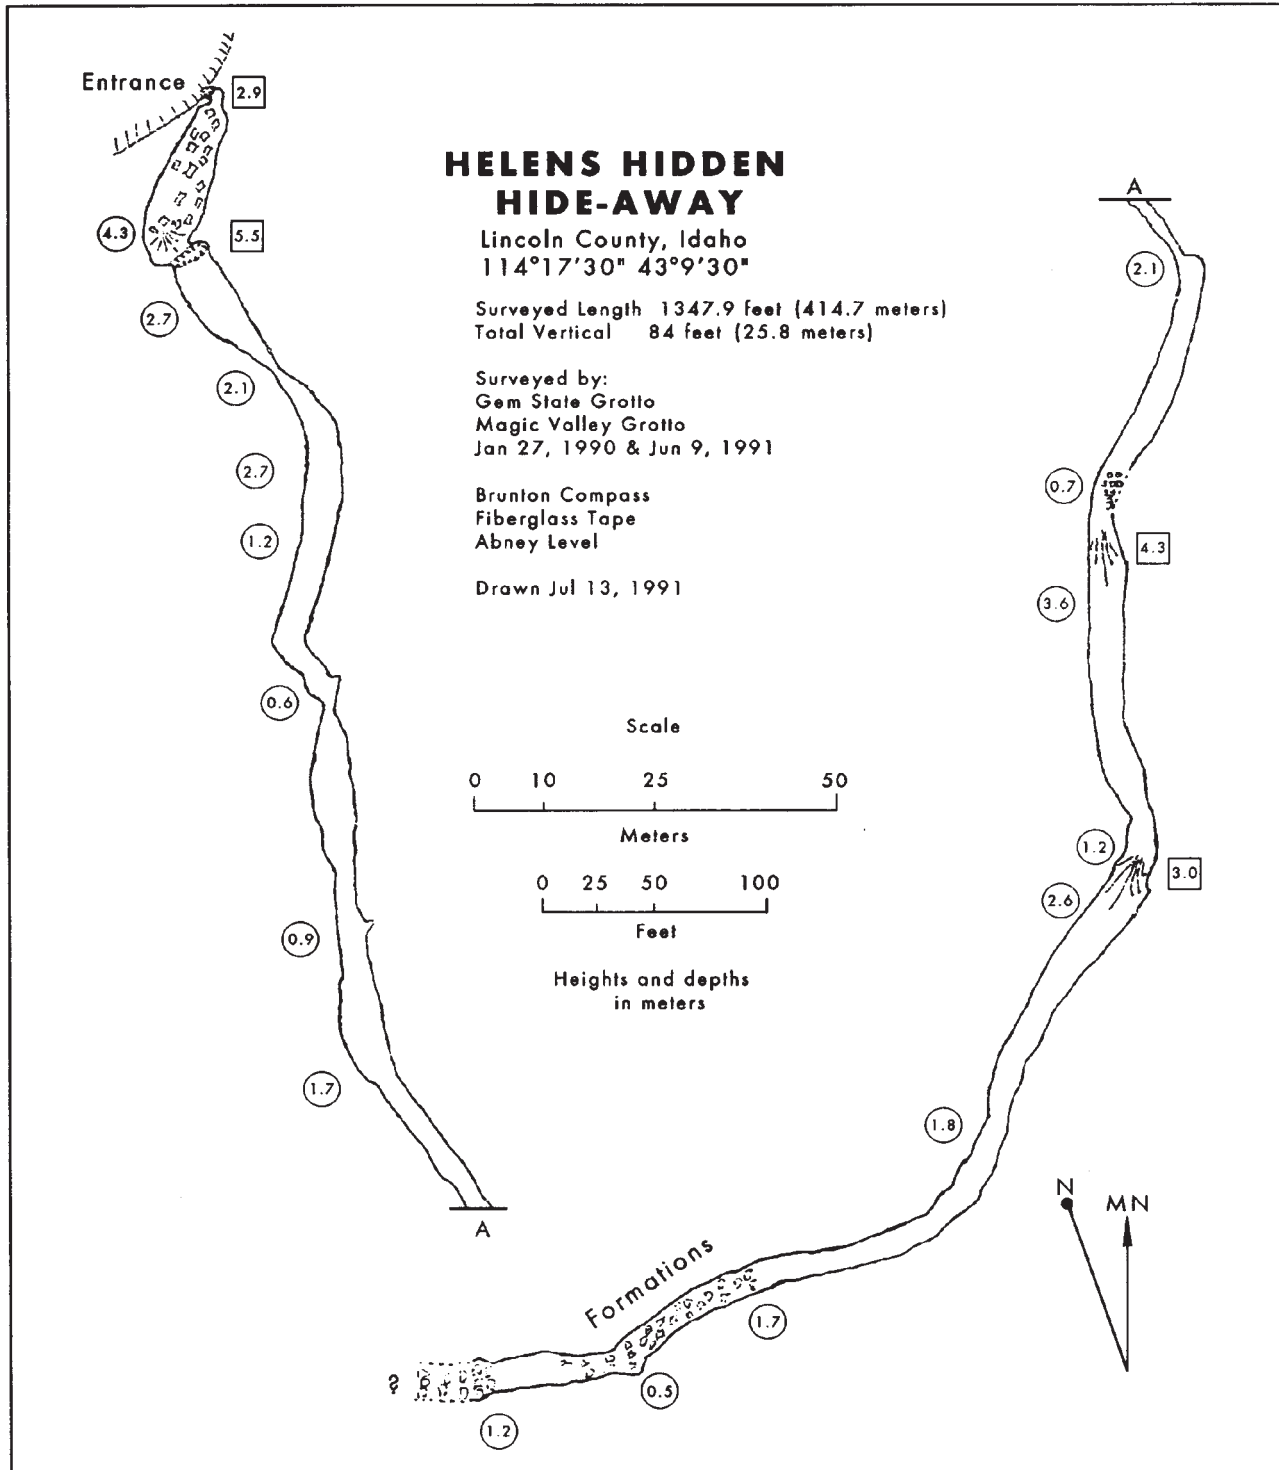 Entrance
2.9
4.3
5.5
2.7
2.1
2.7
1.2
0.6
0.9
1.7
A
HELENS HIDDEN
HIDE-AWAY
Lincoln County, Idaho
114°17'30" 43°9'30"
Surveyed Length 1347.9 feet (414.7 meters)
Total Vertical 84 feet (25.8 meters)
Surveyed by:
Gem State Grotto
Magic Valley Grotto
Jan 27, 1990 & Jun 9, 1991
Brunton Compass
Fiberglass Tape
Abney Level
Drawn Jul 13, 1991
Scale
0 10 25 50
Meters
0 25 50 100
Feet
Heights and depths
in meters
A
2.1
0.7
4.3
3.6
1.2
3.0
2.6
1.8
N
MN
Formations
1.7
?
0.5
1.2